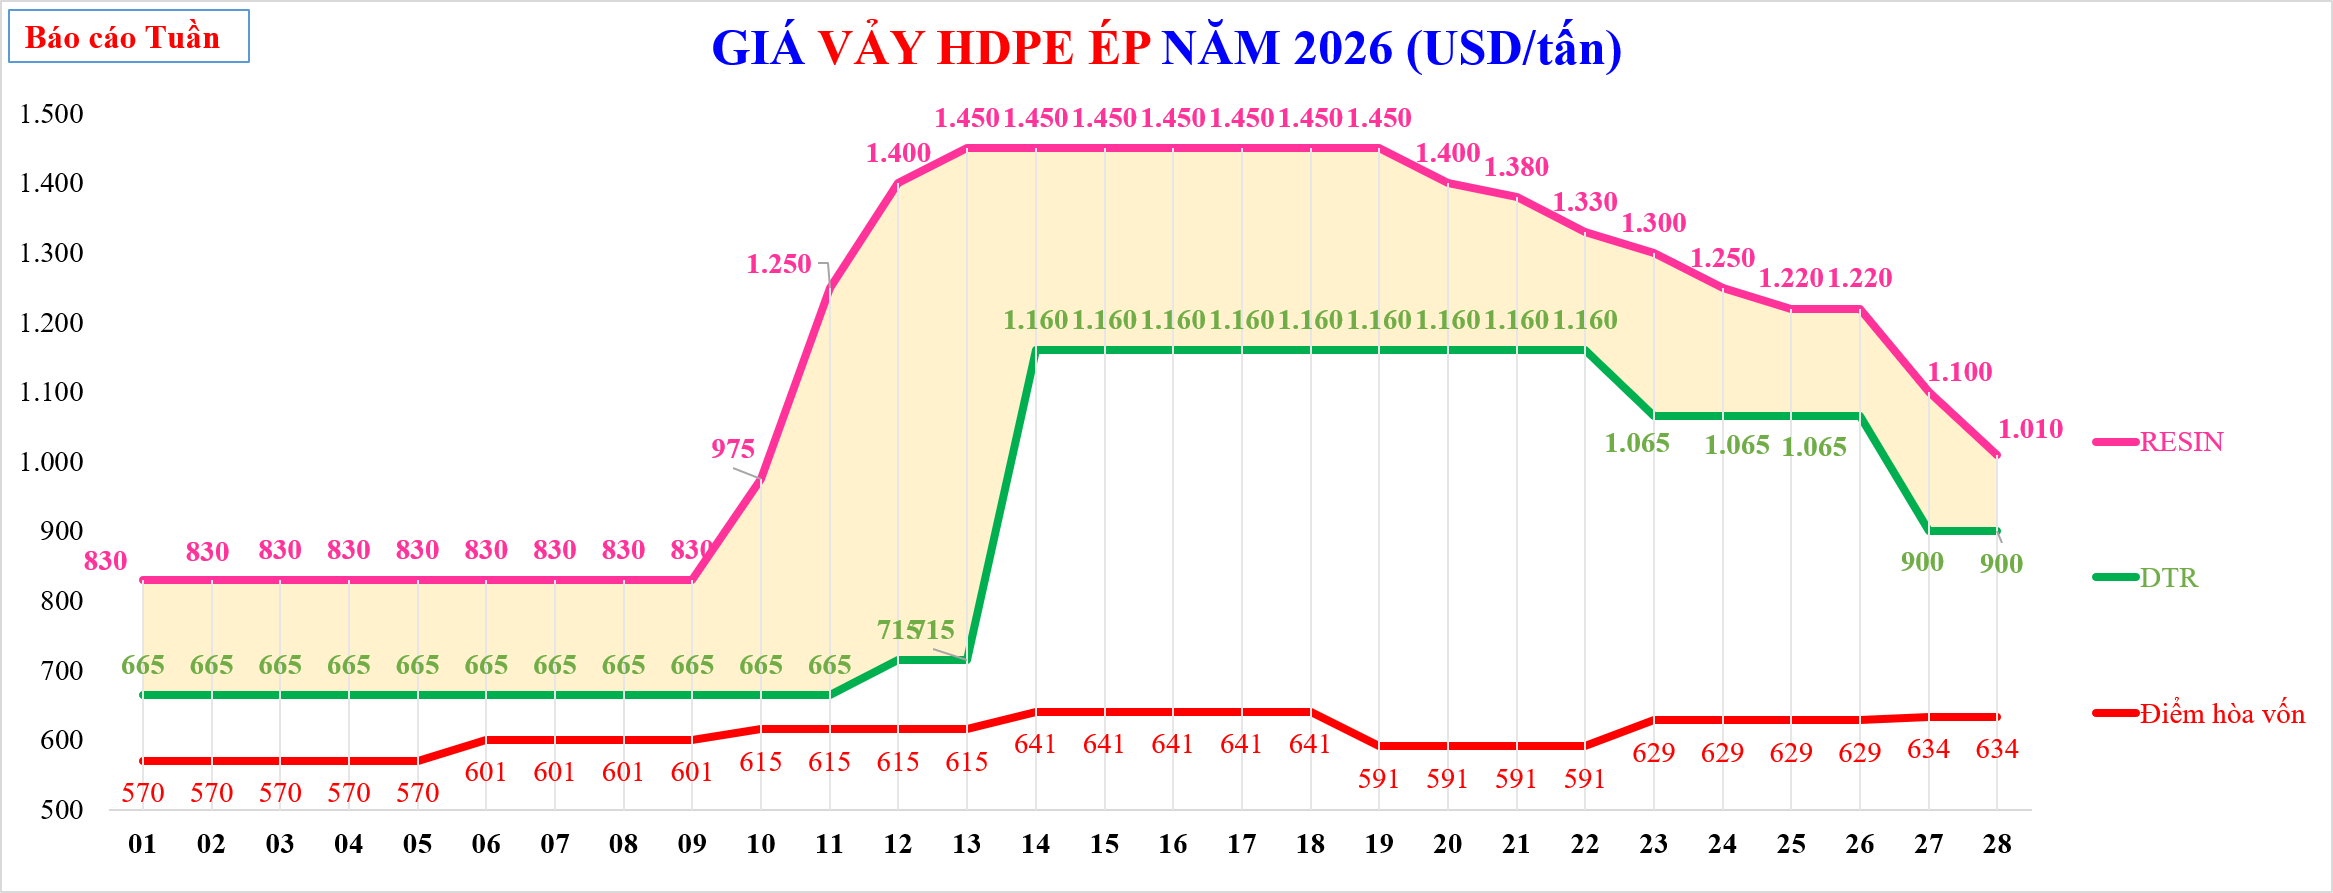 Báo cáo Tuần
GIÁ VẢY HDPE ÉP NĂM 2026 (USD/tấn)
1.500
1.400
1.300
1.200
1.100
1.000
900
800
700
600
500
830 830 830 830 830 830 830 830 830 975 1.250 1.400 1.450 1.450 1.450 1.450 1.450 1.450 1.450 1.400 1.380 1.330 1.300 1.250 1.220 1.220 1.100 1.010
665 665 665 665 665 665 665 665 665 665 665 715 715 1.160 1.160 1.160 1.160 1.160 1.160 1.160 1.160 1.160 1.065 1.065 1.065 900 900
570 570 570 570 570 601 601 601 601 615 615 615 615 641 641 641 641 641 591 591 591 591 629 629 629 629 634 634
01 02 03 04 05 06 07 08 09 10 11 12 13 14 15 16 17 18 19 20 21 22 23 24 25 26 27 28
RESIN
DTR
Điểm hòa vốn